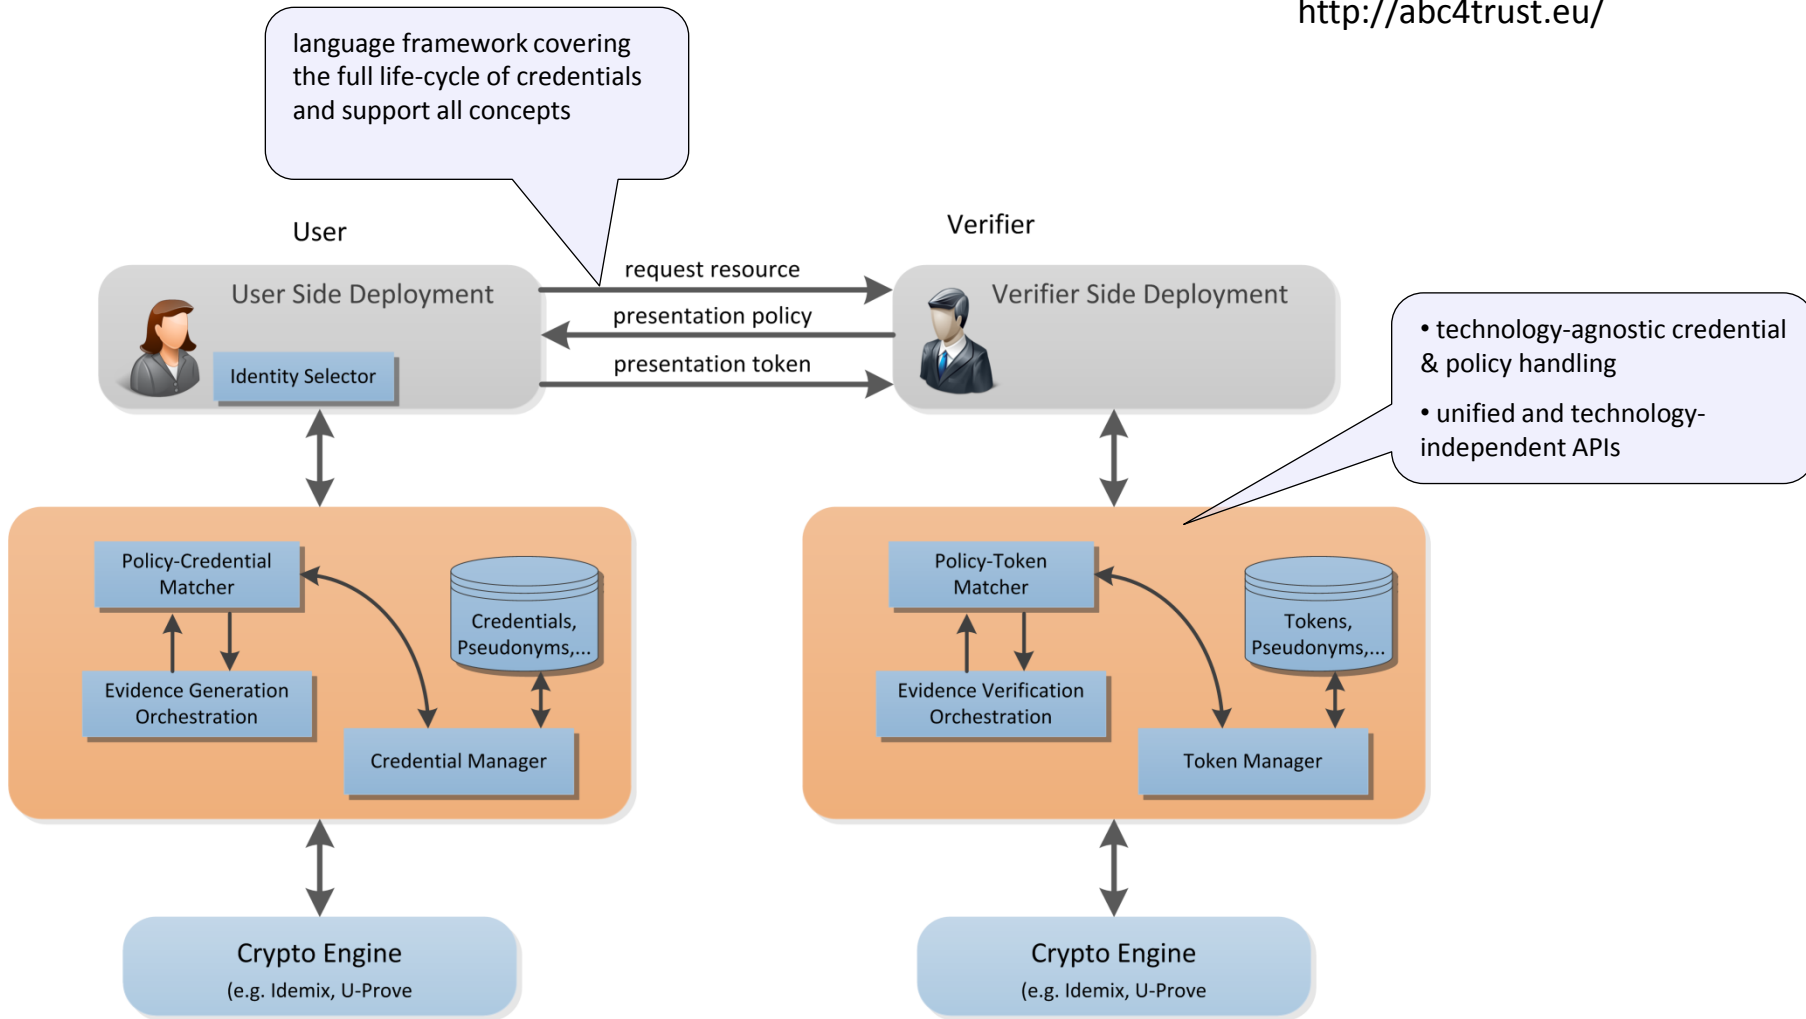 http://abc4trust.eu/
language framework covering
the full life-cycle of credentials
and support all concepts
User
Verifier
User Side Deployment
Identity Selector
request resource
presentation policy
presentation token
Verifier Side Deployment
• technology-agnostic credential
& policy handling
• unified and technology-
independent APIs
Policy-Credential
Matcher
Credentials,
Pseudonyms,...
Evidence Generation
Orchestration
Credential Manager
Policy-Token
Matcher
Tokens,
Pseudonyms,...
Evidence Verification
Orchestration
Token Manager
Crypto Engine
(e.g. Idemix, U-Prove
Crypto Engine
(e.g. Idemix, U-Prove